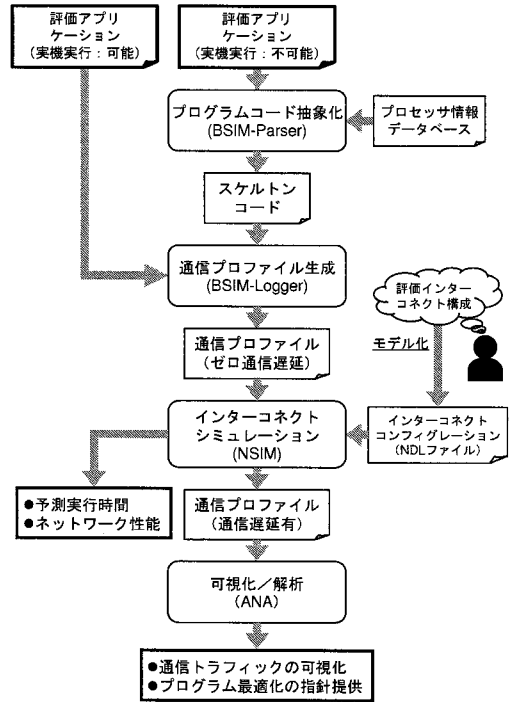 評価アプリ
ケーション
(実機実行：可能)
評価アプリ
ケーション
(実機実行：不可能)
プログラムコード抽象化
(BSIM-Parser)
プロセッサ情報
データベース
スケルトン
コード
通信プロファイル生成
(BSIM-Logger)
評価インター
コネクト構成
モデル化
通信プロファイル
(ゼロ通信遅延)
インターコネクト
シミュレーション
(NSIM)
インターコネクト
コンフィグレーション
(NDLファイル)
●予測実行時間
●ネットワーク性能
通信プロファイル
(通信遅延有)
可視化／解析
(ANA)
●通信トラフィックの可視化
●プログラム最適化の指針提供